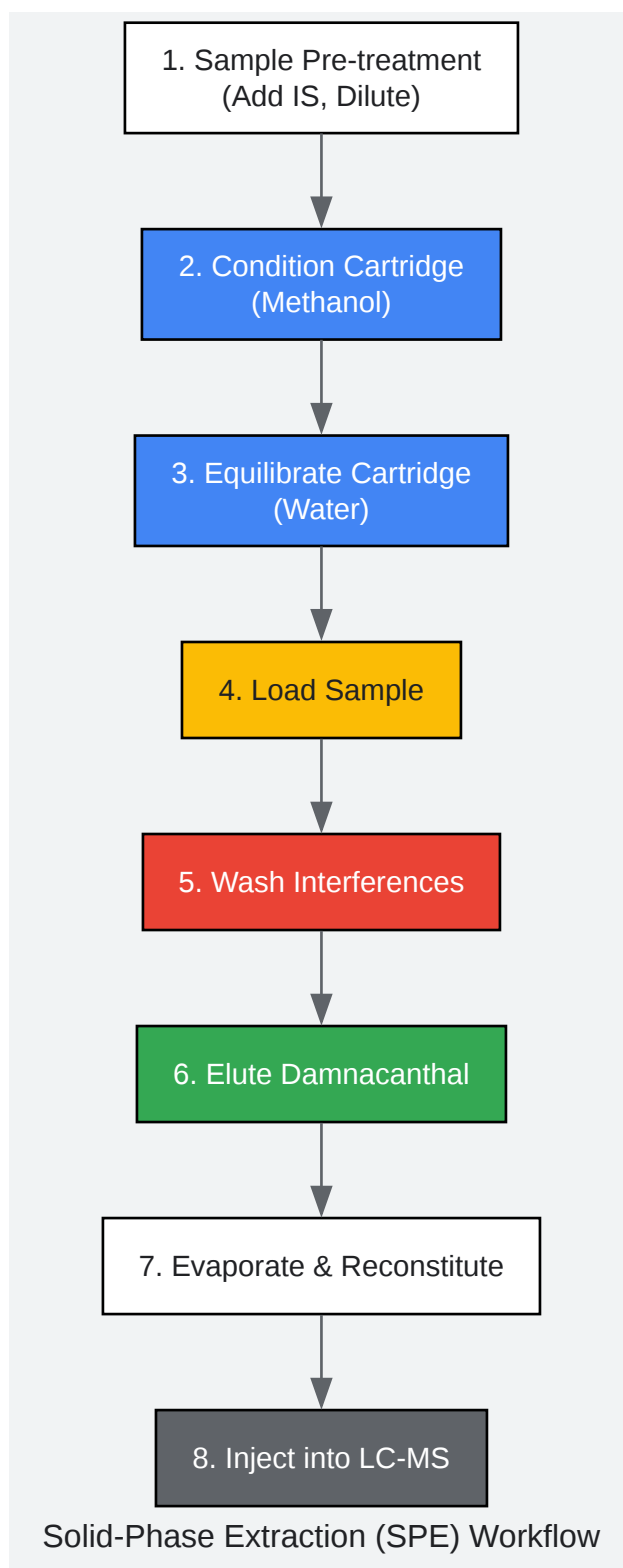 1. Sample Pre-treatment
(Add IS, Dilute)
2. Condition Cartridge
(Methanol)
3. Equilibrate Cartridge
(Water)
4. Load Sample
5. Wash Interferences
6. Elute Damnacanthal
7. Evaporate & Reconstitute
8. Inject into LC-MS
Solid-Phase Extraction (SPE) Workflow